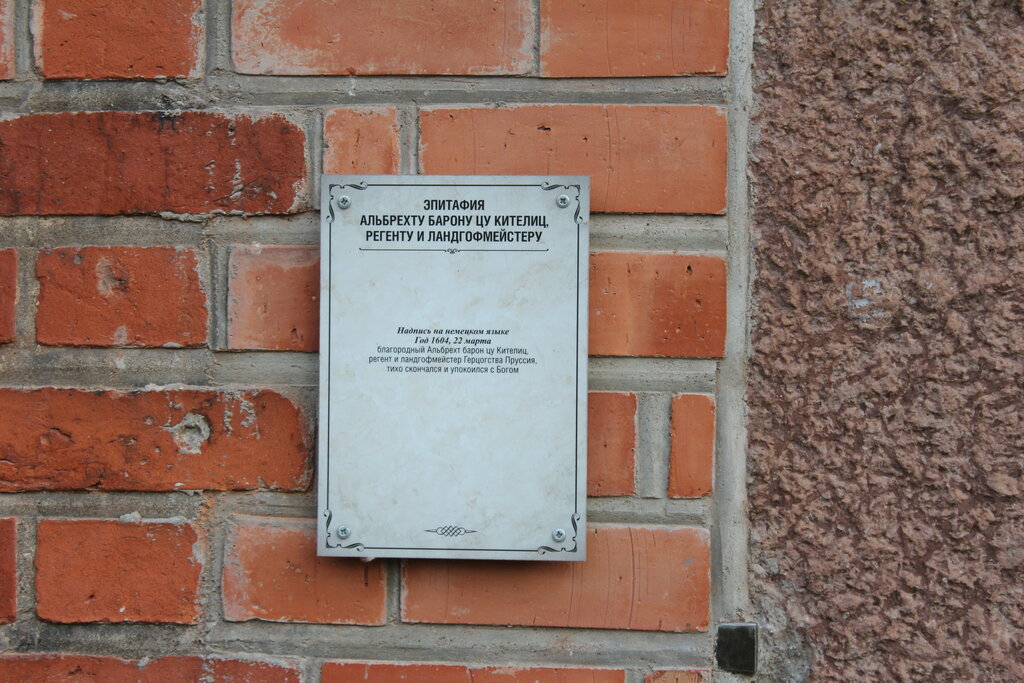 ЭПИТАФИЯ
АЛЬБРЕХТУ БАРОНУ ЦУ КИТЕЛИЦ,
РЕГЕНТУ И ЛАНДГОФМЕЙСТЕРУ
Надпись на немецком языке
Год 1604, 22 марта
благородный Альбрехт барон цу Кителиц,
регент и ландгофмейстер Герцогства Пруссия,
тихо скончался и упокоился с Богом